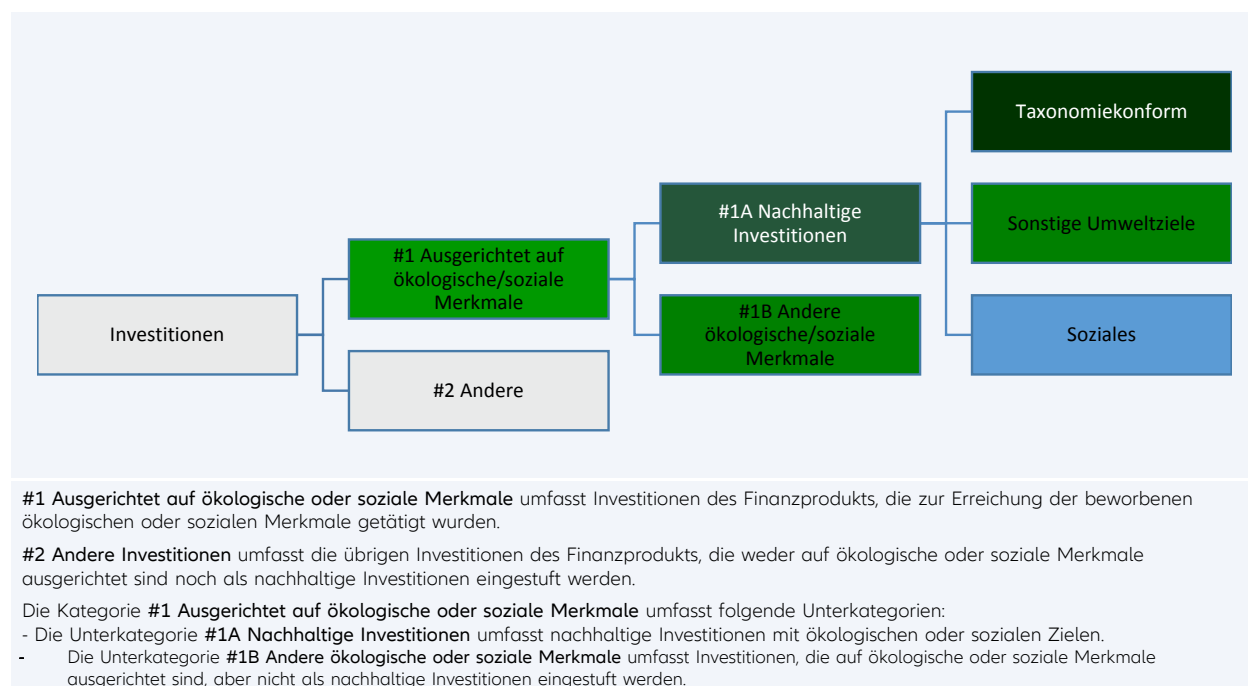 Taxonomiekonform
#1A Nachhaltige
Investitionen
Sonstige Umweltziele
#1 Ausgerichtet auf
ökologische/soziale
Merkmale
Investitionen
#1B Andere
ökologische/soziale
Merkmale
Soziales
#2 Andere
#1 Ausgerichtet auf ökologische oder soziale Merkmale umfasst Investitionen des Finanzprodukts, die zur Erreichung der beworbenen
ökologischen oder sozialen Merkmale getätigt wurden.
#2 Andere Investitionen umfasst die übrigen Investitionen des Finanzprodukts, die weder auf ökologische oder soziale Merkmale
ausgerichtet sind noch als nachhaltige Investitionen eingestuft werden.
Die Kategorie #1 Ausgerichtet auf ökologische oder soziale Merkmale umfasst folgende Unterkategorien:
- Die Unterkategorie #1A Nachhaltige Investitionen umfasst nachhaltige Investitionen mit ökologischen oder sozialen Zielen.
- Die Unterkategorie #1B Andere ökologische oder soziale Merkmale umfasst Investitionen, die auf ökologische oder soziale Merkmale
ausgerichtet sind, aber nicht als nachhaltige Investitionen eingestuft werden.